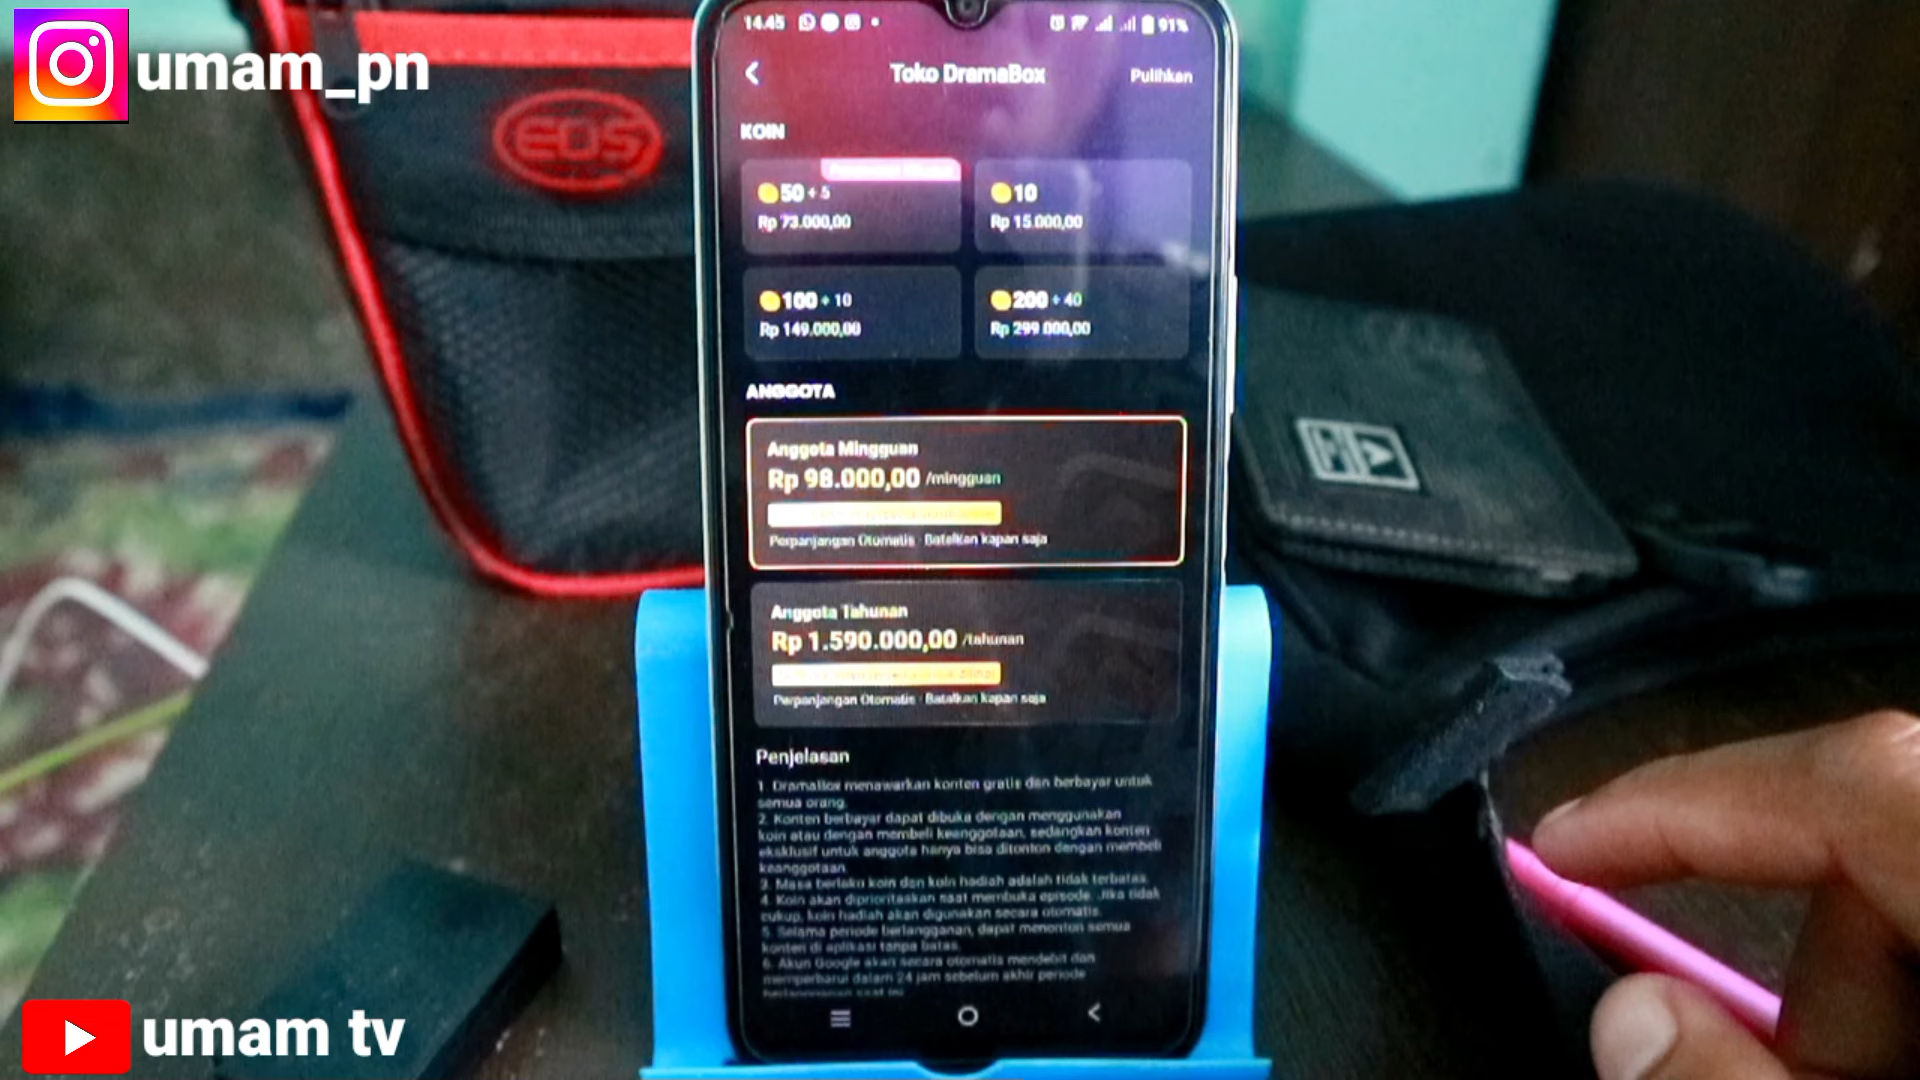 umam_pn
EOS
14.45
91%
Toko DramaBox
Pulihkan
KOIN
50 + 5
Rp 73.000,00
10
Rp 15.000,00
100 + 10
Rp 149.000,00
200 + 40
Rp 299.000,00
ANGGOTA
Anggota Mingguan
Rp 98.000,00 /mingguan
Perpanjangan Otomatis · Batalkan kapan saja
Anggota Tahunan
Rp 1.590.000,00 /tahunan
Perpanjangan Otomatis · Batalkan kapan saja
Penjelasan
1. DramaBox menawarkan konten gratis dan berbayar untuk
semua orang.
2. Konten berbayar dapat dibuka dengan menggunakan
koin atau dengan membeli keanggotaan, sedangkan konten
eksklusif untuk anggota hanya bisa ditonton dengan membeli
keanggotaan.
3. Masa berlaku koin dan koin hadiah adalah tidak terbatas.
4. Koin akan diprioritaskan saat membuka episode. Jika tidak
cukup, koin hadiah akan digunakan secara otomatis.
5. Selama periode berlangganan, dapat menonton semua
konten di aplikasi tanpa batas.
6. Akun Google akan secara otomatis mendebit dan
memperbarui dalam 24 jam sebelum akhir periode
berlangganan saat ini
umam tv